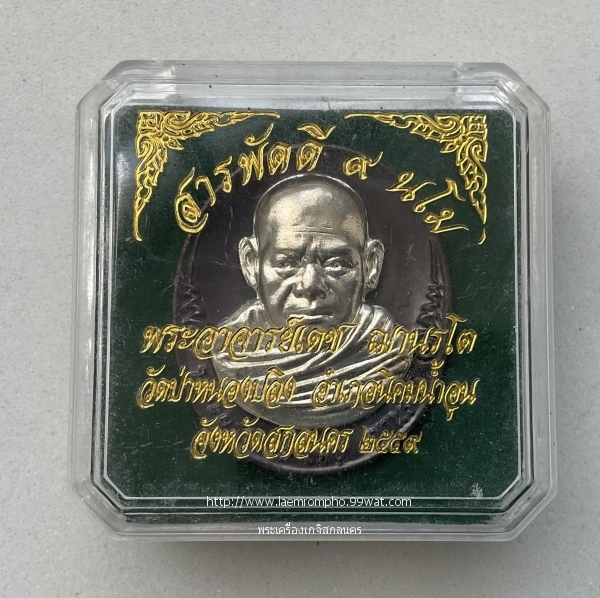 สารพัดดี ๙ นโม
พระอาจารย์เดช ฌานรโต
วัดป่าหนองปลิง อำเภอนิคมน้ำอูน
จังหวัดสกลนคร ๒๕๕๙
http://www.laemrompho.99wat.com
พระเครื่องเกจิสกลนคร